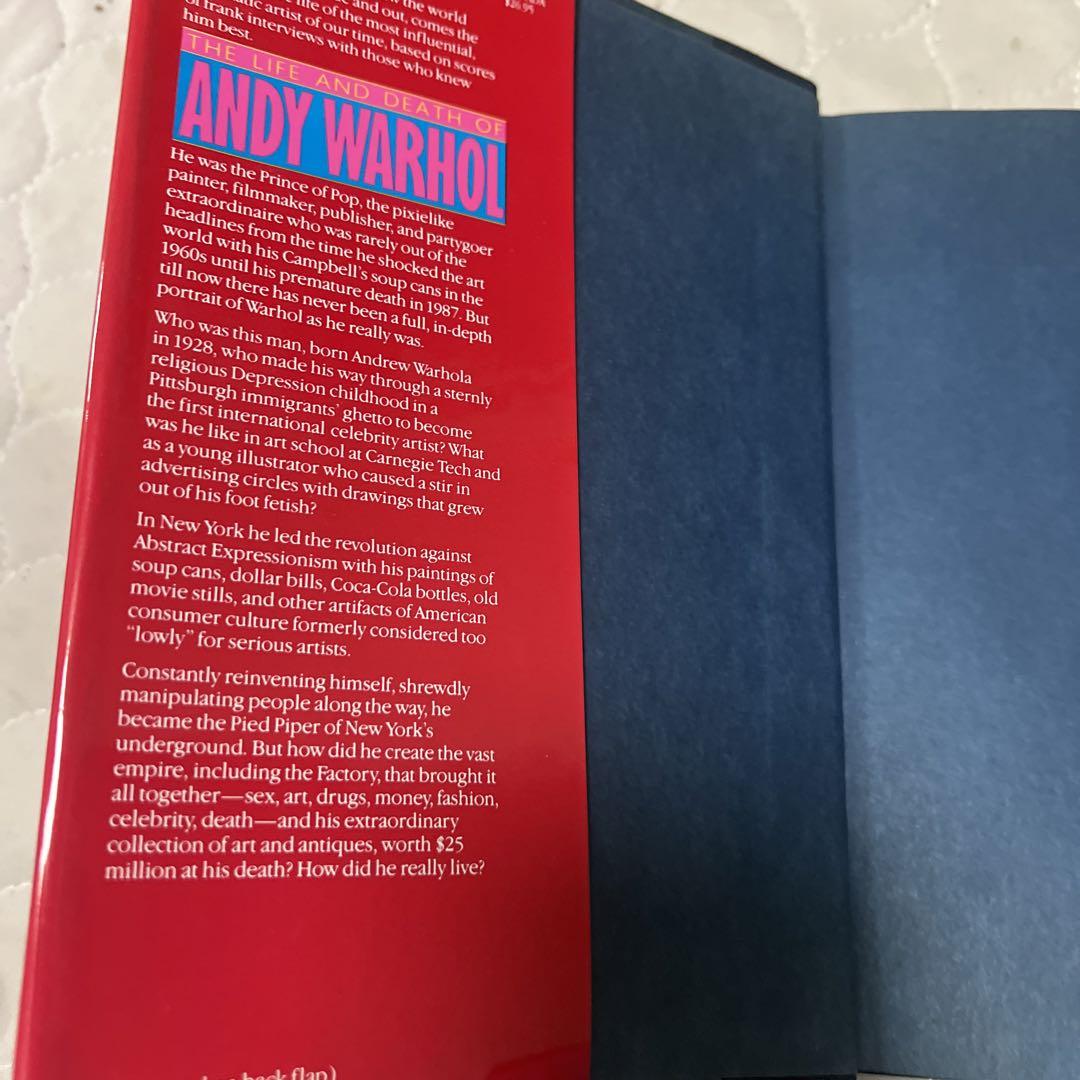 $26.95
the world
and out, comes the
life of the most influential,
artist of our time, based on scores
of frank interviews with those who knew
him best.
THE LIFE AND DEATH OF
ANDY WARHOL
He was the Prince of Pop, the pixielike
painter, filmmaker, publisher, and partygoer
extraordinaire who was rarely out of the
headlines from the time he shocked the art
world with his Campbell's soup cans in the
1960s until his premature death in 1987. But
till now there has never been a full, in-depth
portrait of Warhol as he really was.
Who was this man, born Andrew Warhola
in 1928, who made his way through a sternly
religious Depression childhood in a
Pittsburgh immigrants' ghetto to become
the first international celebrity artist? What
was he like in art school at Carnegie Tech and
as a young illustrator who caused a stir in
advertising circles with drawings that grew
out of his foot fetish?
In New York he led the revolution against
Abstract Expressionism with his paintings of
soup cans, dollar bills, Coca-Cola bottles, old
movie stills, and other artifacts of American
consumer culture formerly considered too
"lowly" for serious artists.
Constantly reinventing himself, shrewdly
manipulating people along the way, he
became the Pied Piper of New York's
underground. But how did he create the vast
empire, including the Factory, that brought it
all together—sex, art, drugs, money, fashion,
celebrity, death—and his extraordinary
collection of art and antiques, worth $25
million at his death? How did he really live?
back flap)